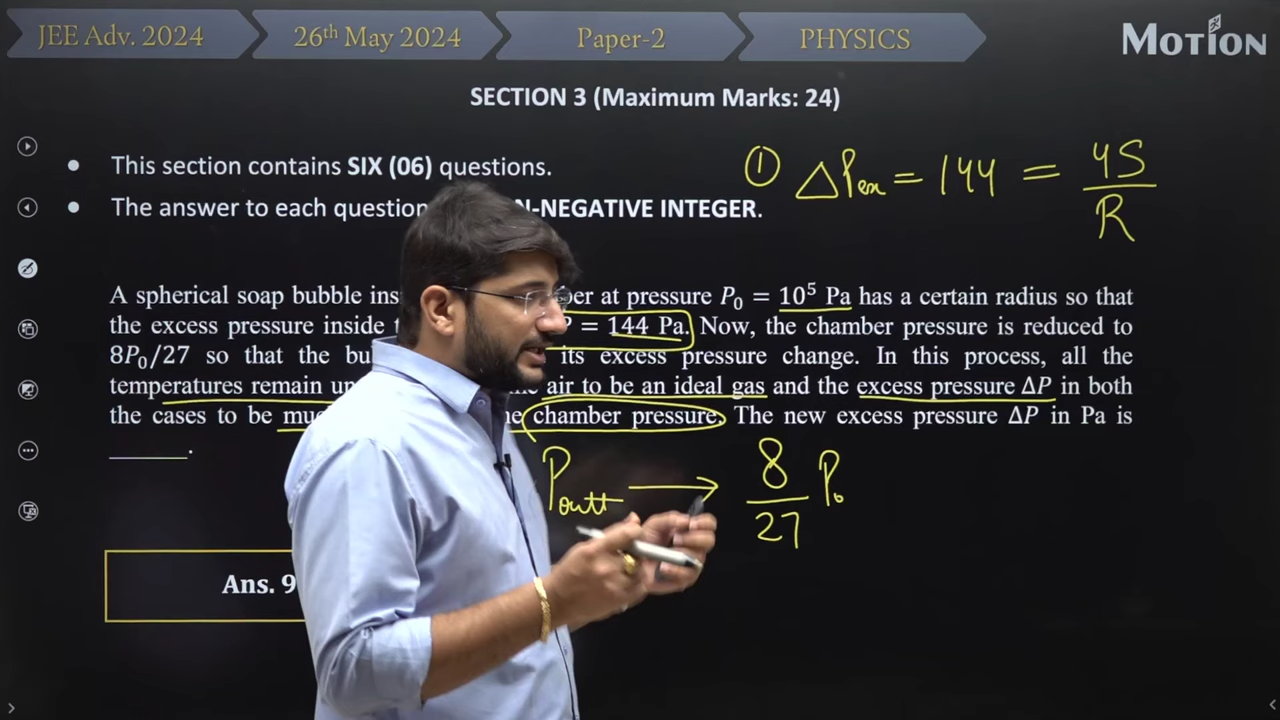 JEE Adv. 2024
26th May 2024
Paper-2
PHYSICS
MOTION
SECTION 3 (Maximum Marks: 24)
This section contains SIX (06) questions.
The answer to each question N-NEGATIVE INTEGER.
① ΔPex = 144 = 4S/R
A spherical soap bubble ins ber at pressure P₀ = 10⁵ Pa has a certain radius so that
the excess pressure inside P = 144 Pa. Now, the chamber pressure is reduced to
8P₀/27 so that the bu its excess pressure change. In this process, all the
temperatures remain un air to be an ideal gas and the excess pressure ΔP in both
the cases to be mu chamber pressure. The new excess pressure ΔP in Pa is
______.
Poutt → 8/27 P₀
Ans. 9